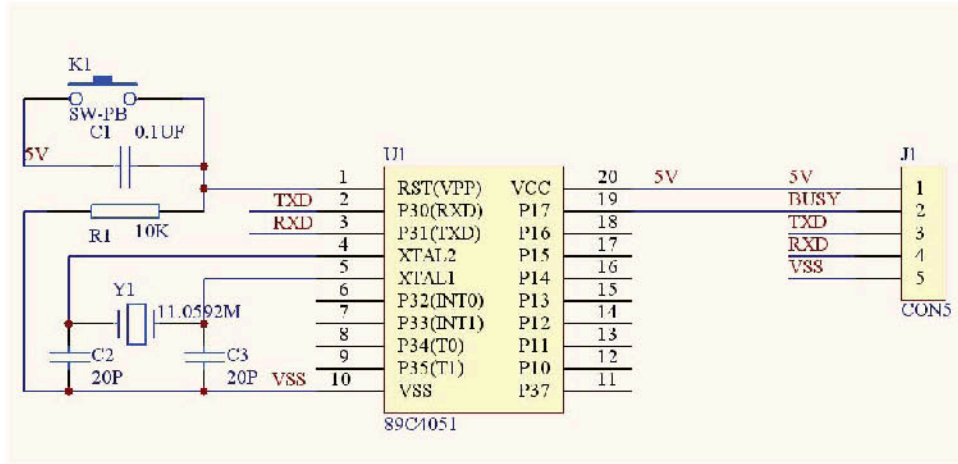 K1
SW-PB
C1 0.1UF
5V
U1
J1
1 RST(VPP) VCC 20 5V 5V 1
TXD 2 P30(RXD) P17 19 BUSY 2
RXD 3 P31(TXD) P16 18 TXD 3
R1 10K
4 XTAL2 P15 17 RXD 4
5 XTAL1 P14 16 VSS 5
6 P32(INT0) P13 15
Y1 11.0592M
CON5
7 P33(INT1) P12 14
8 P34(T0) P11 13
C2 C3
9 P35(T1) P10 12
20P 20P
VSS 10 VSS P37 11
89C4051